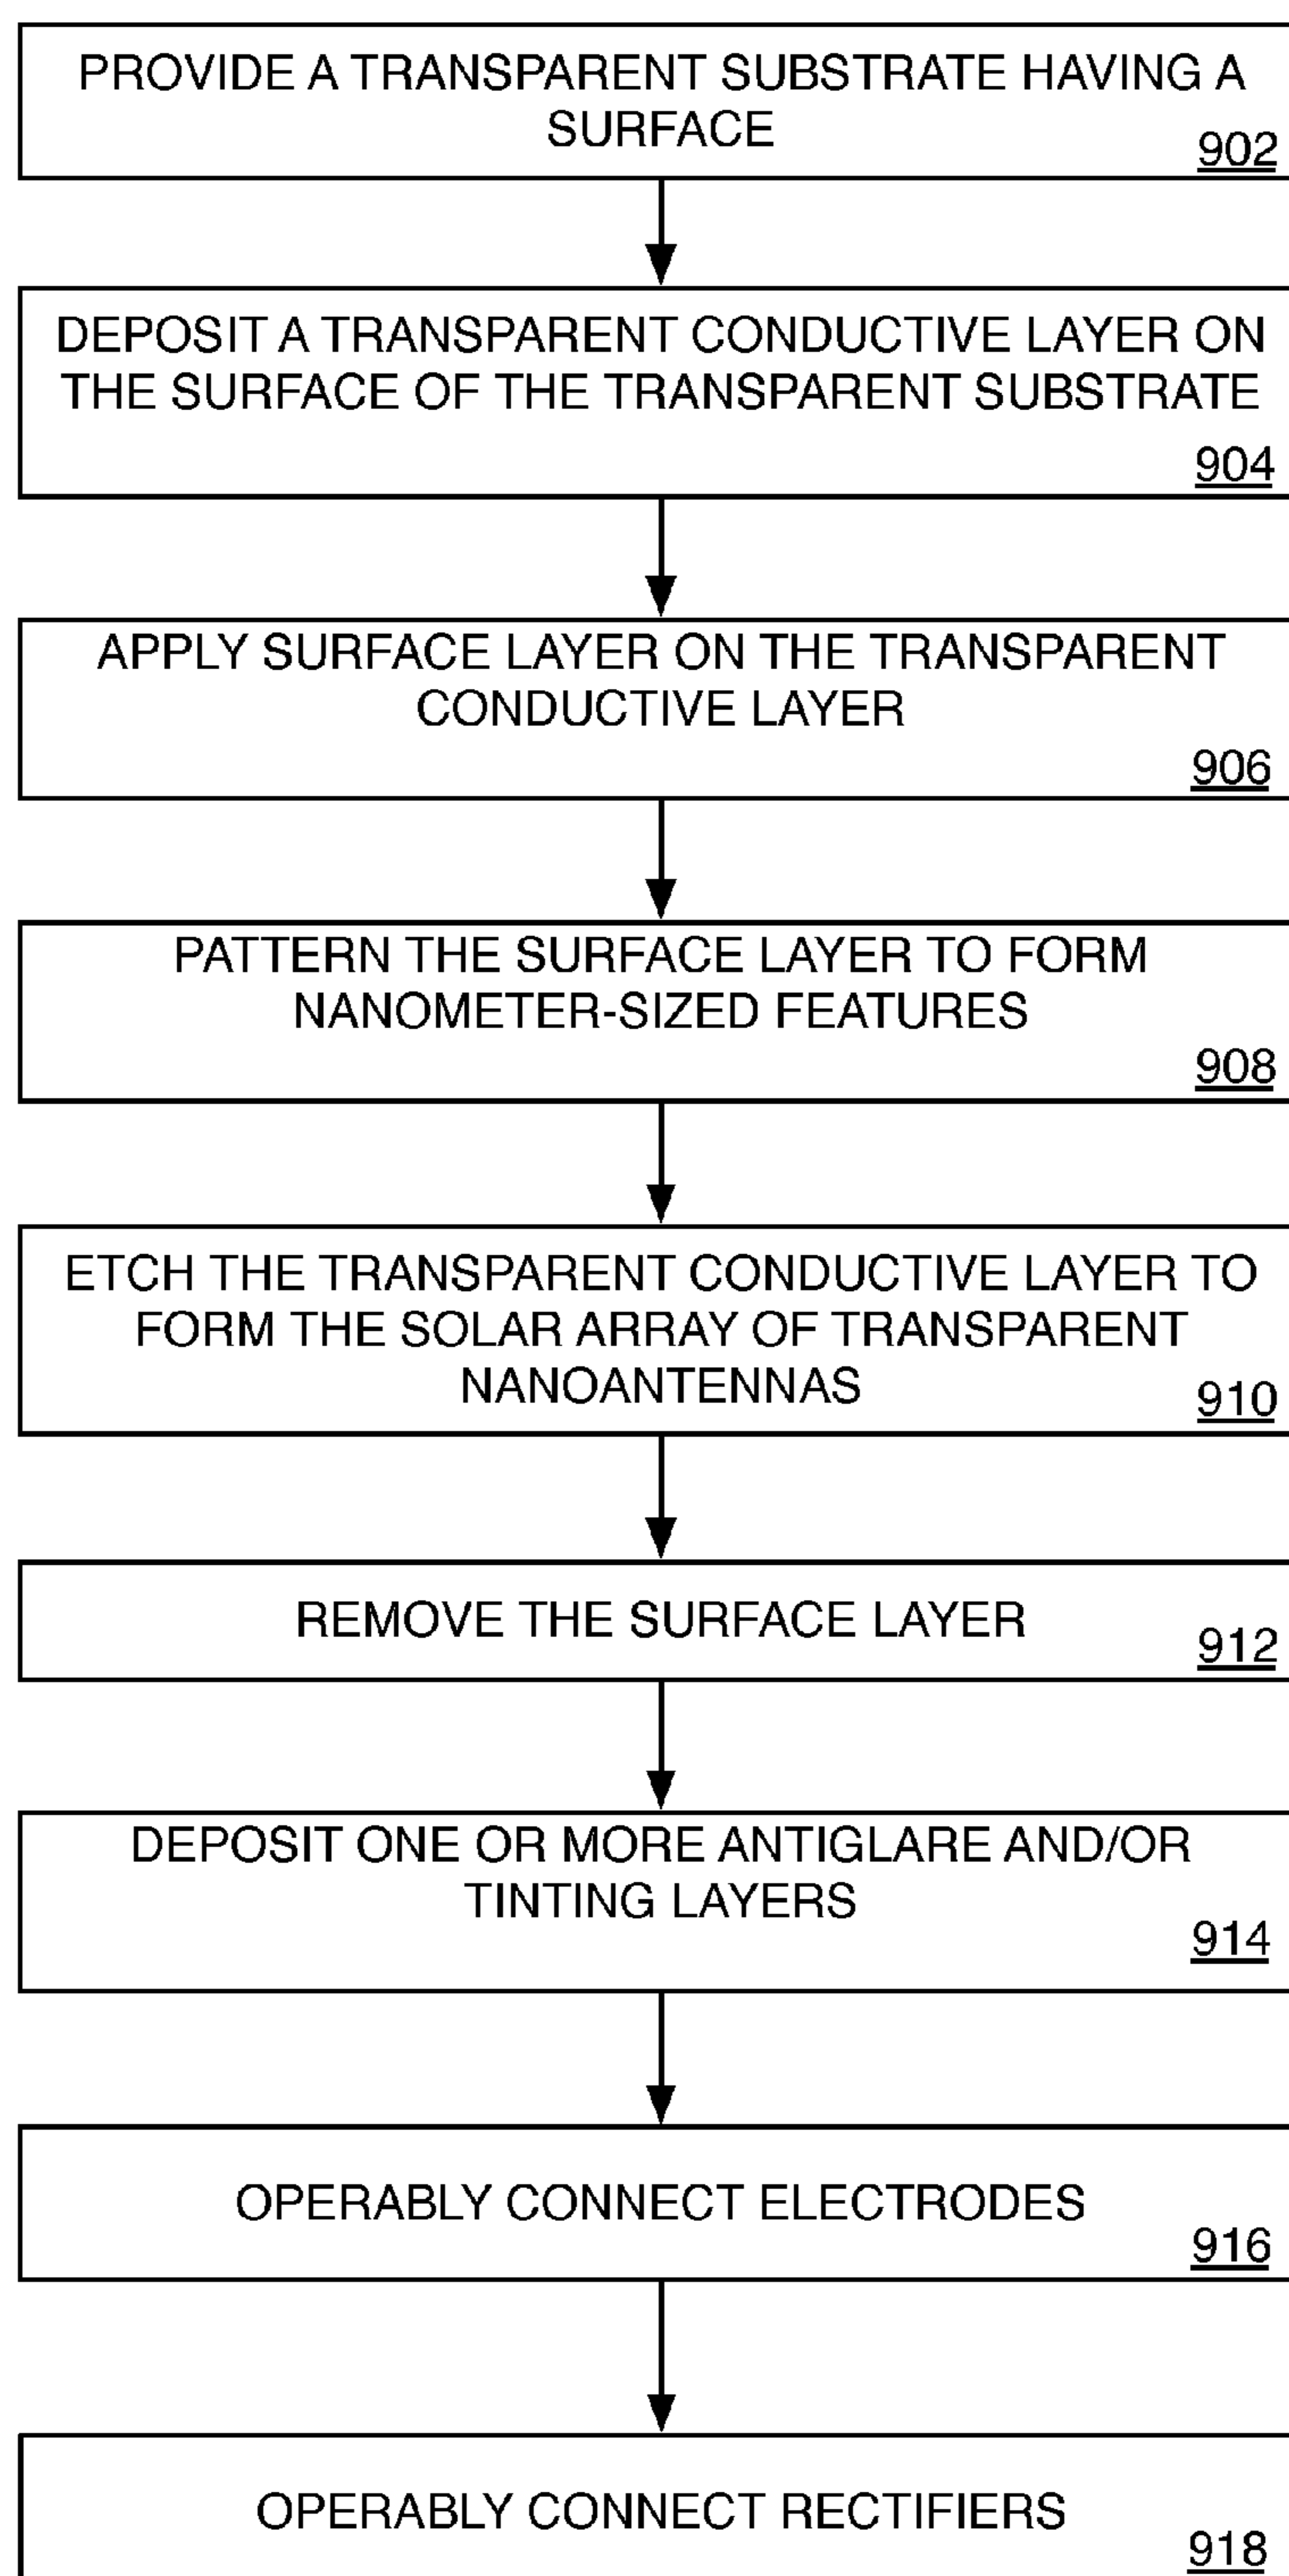 PROVIDE A TRANSPARENT SUBSTRATE HAVING A
SURFACE
902
DEPOSIT A TRANSPARENT CONDUCTIVE LAYER ON
THE SURFACE OF THE TRANSPARENT SUBSTRATE
904
APPLY SURFACE LAYER ON THE TRANSPARENT
CONDUCTIVE LAYER
906
PATTERN THE SURFACE LAYER TO FORM
NANOMETER-SIZED FEATURES
908
ETCH THE TRANSPARENT CONDUCTIVE LAYER TO
FORM THE SOLAR ARRAY OF TRANSPARENT
NANOANTENNAS
910
REMOVE THE SURFACE LAYER
912
DEPOSIT ONE OR MORE ANTIGLARE AND/OR
TINTING LAYERS
914
OPERABLY CONNECT ELECTRODES
916
OPERABLY CONNECT RECTIFIERS
918